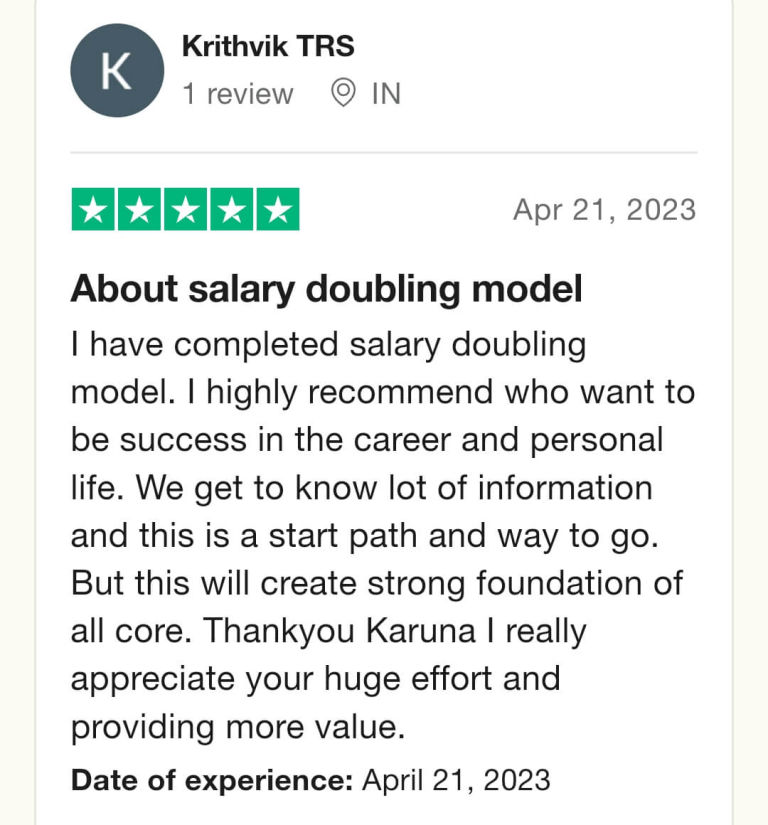 K
Krithvik TRS
1 review IN
Apr 21, 2023
About salary doubling model
I have completed salary doubling
model. I highly recommend who want to
be success in the career and personal
life. We get to know lot of information
and this is a start path and way to go.
But this will create strong foundation of
all core. Thankyou Karuna I really
appreciate your huge effort and
providing more value.
Date of experience: April 21, 2023